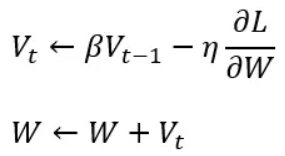 V_t ← βV_{t−1} − η ∂L/∂W
W ← W + V_t